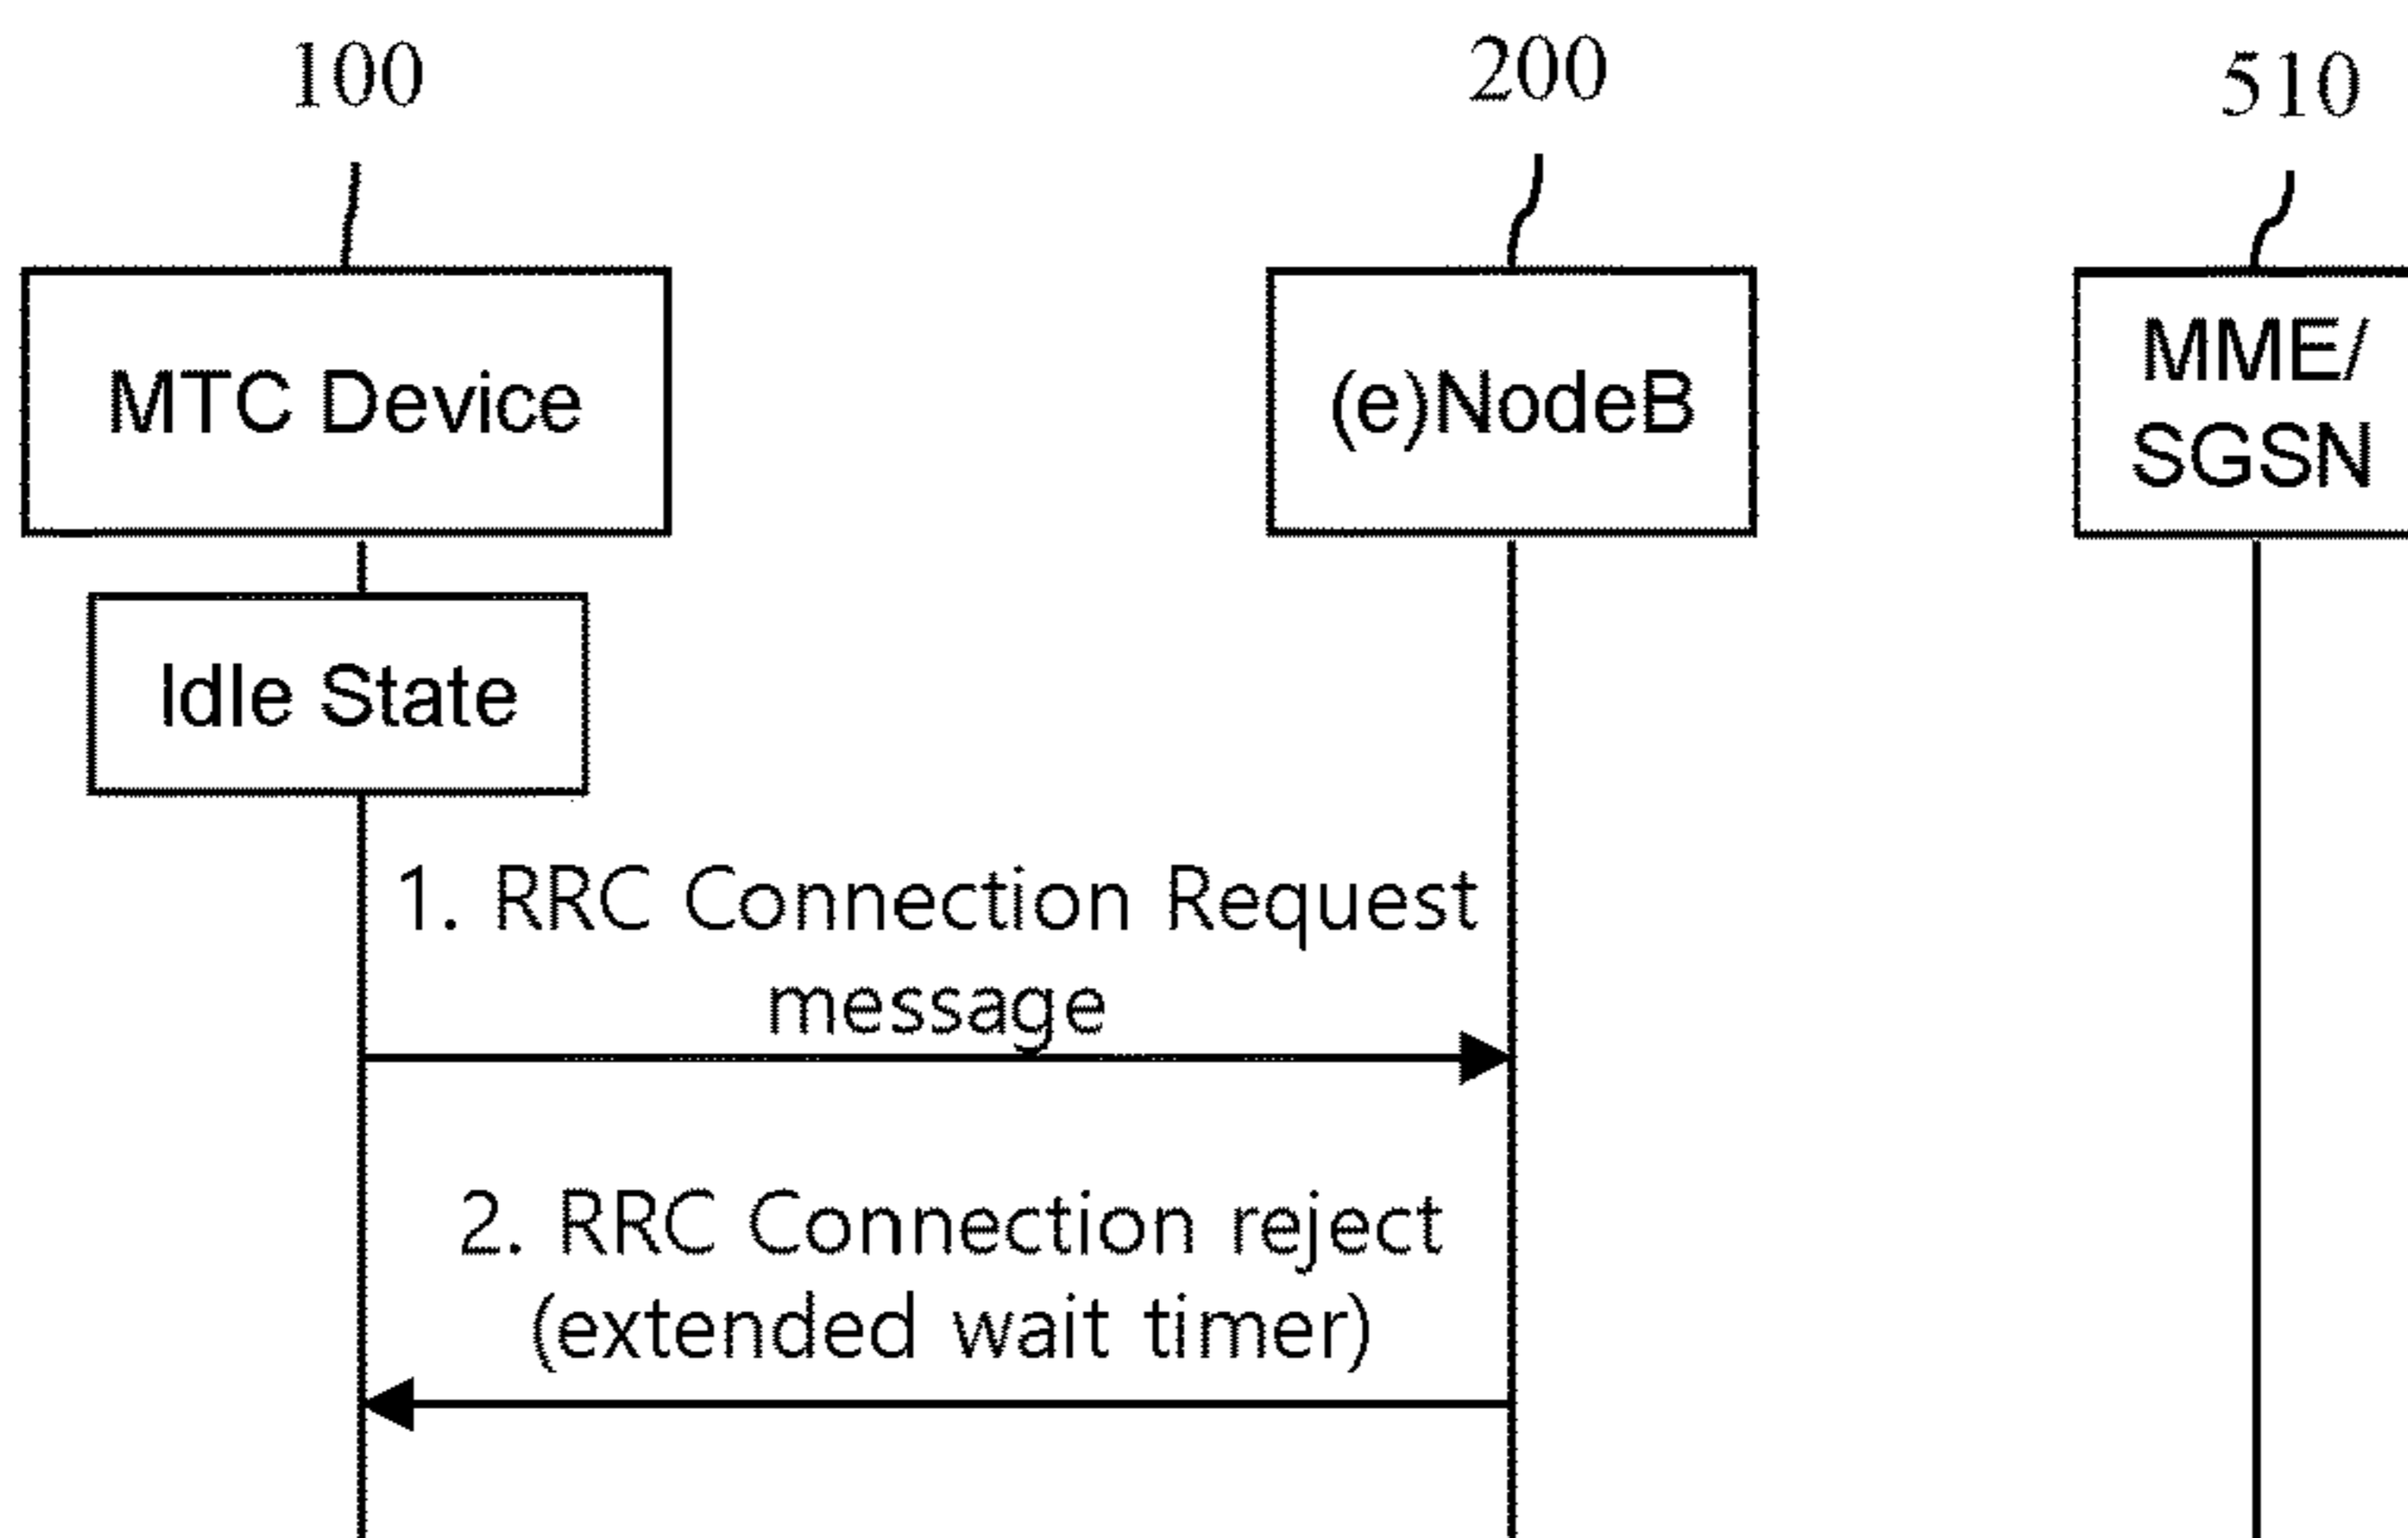 100
200
510
MTC Device
(e)NodeB
MME/
SGSN
Idle State
1. RRC Connection Request
message
2. RRC Connection reject
(extended wait timer)